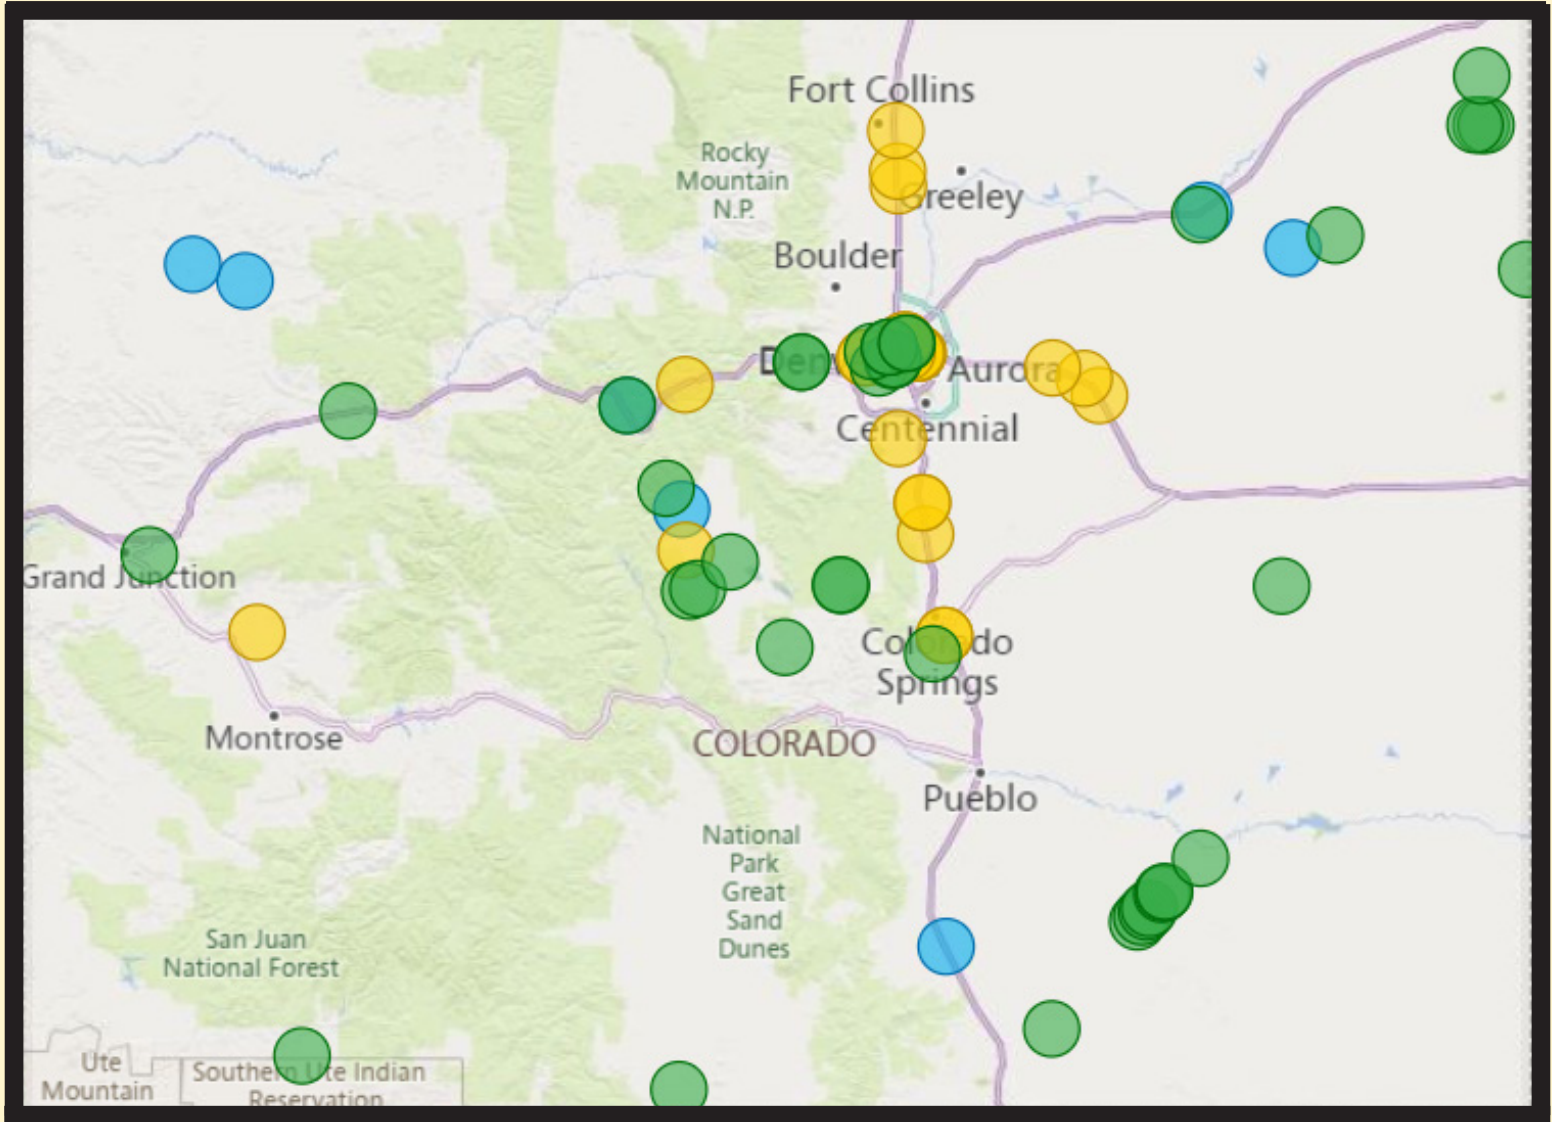 Fort Collins
Rocky
Mountain
N.P.
Greeley
Boulder
Aurora
Centennial
Grand Junction
Colorado
Springs
Montrose
COLORADO
Pueblo
National
Park
Great
Sand
Dunes
San Juan
National Forest
Ute
Mountain
Southern Ute Indian
Reservation